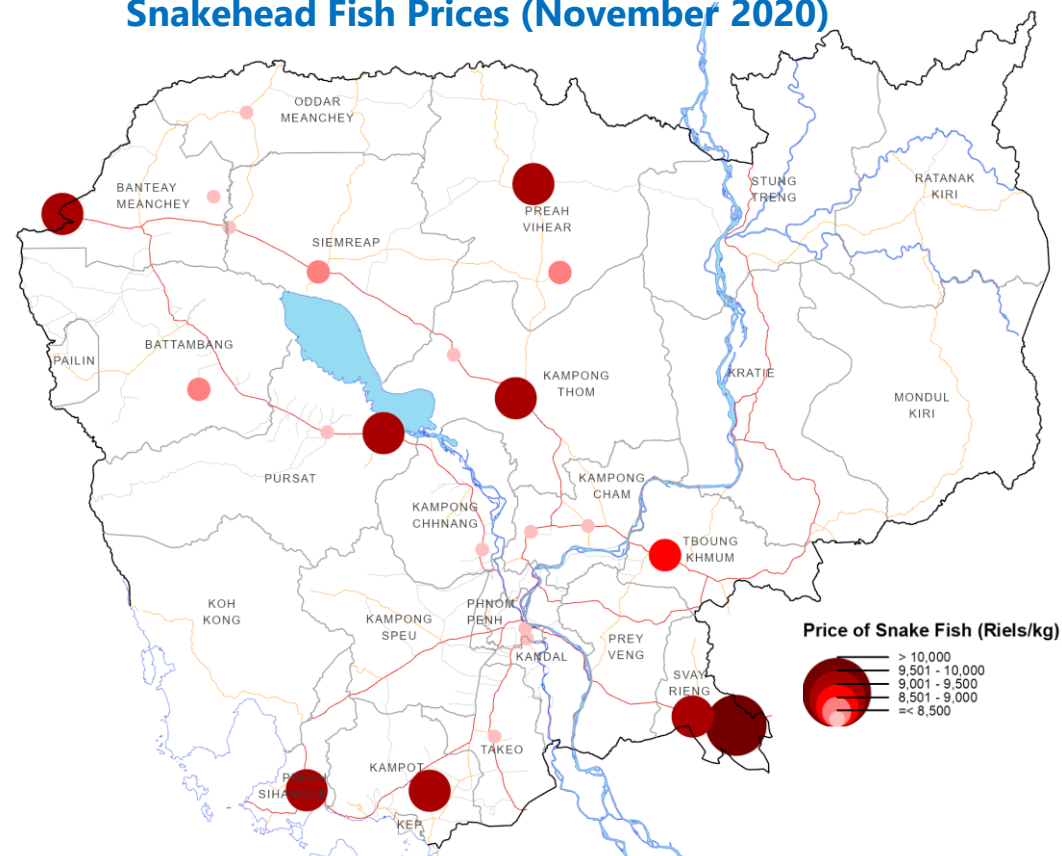 Snakehead Fish Prices (November 2020)
ODDAR
MEANCHEY
BANTEAY
MEANCHEY
STUNG
TRENG
RATANAK
KIRI
PREAH
VIHEAR
SIEMREAP
BATTAMBANG
PAILIN
KAMPONG
THOM
KRATIE
MONDUL
KIRI
PURSAT
KAMPONG
CHAM
KAMPONG
CHHNANG
TBOUNG
KHMUM
KOH
KONG
KAMPONG
SPEU
PHNOM
PENH
KANDAL
PREY
VENG
SVAY
RIENG
TAKEO
KAMPOT
PREAH
SIHANOUK
KEP
Price of Snake Fish (Riels/kg)
> 10,000
9,501 - 10,000
9,001 - 9,500
8,501 - 9,000
=< 8,500